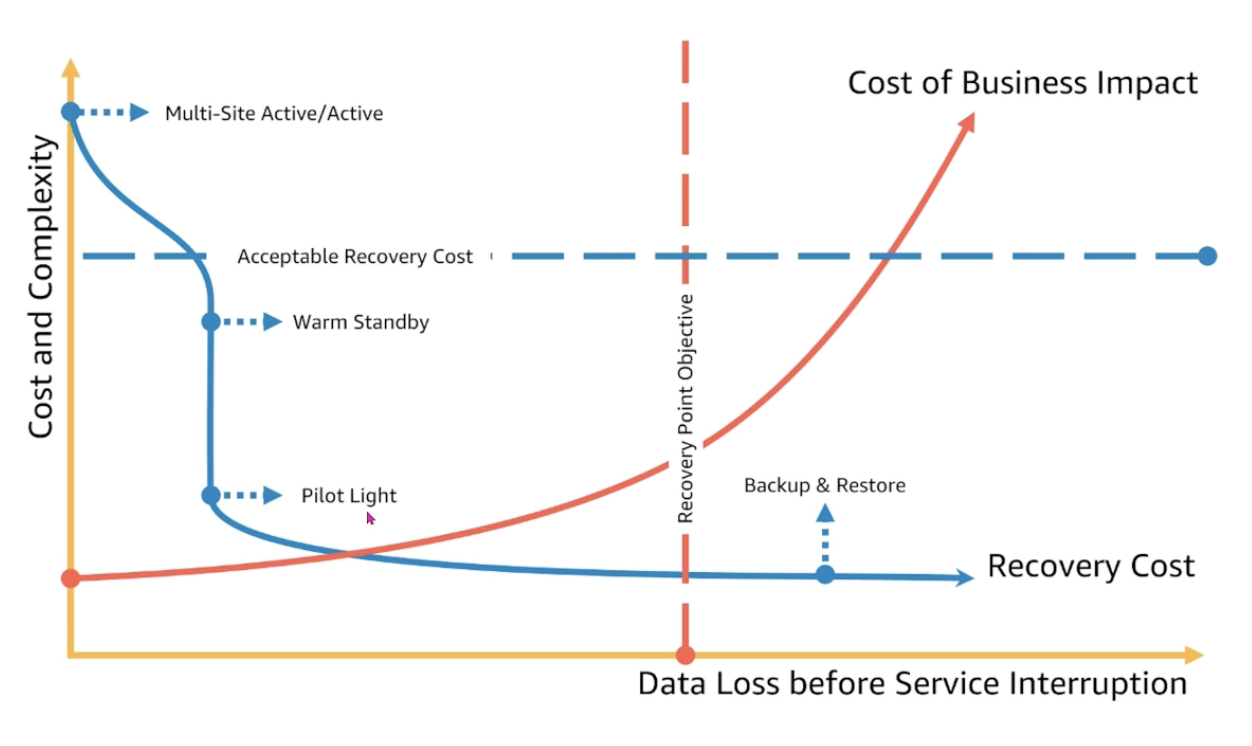 Cost of Business Impact
Multi-Site Active/Active
Cost and Complexity
Acceptable Recovery Cost
Warm Standby
Recovery Point Objective
Pilot Light
Backup & Restore
Recovery Cost
Data Loss before Service Interruption